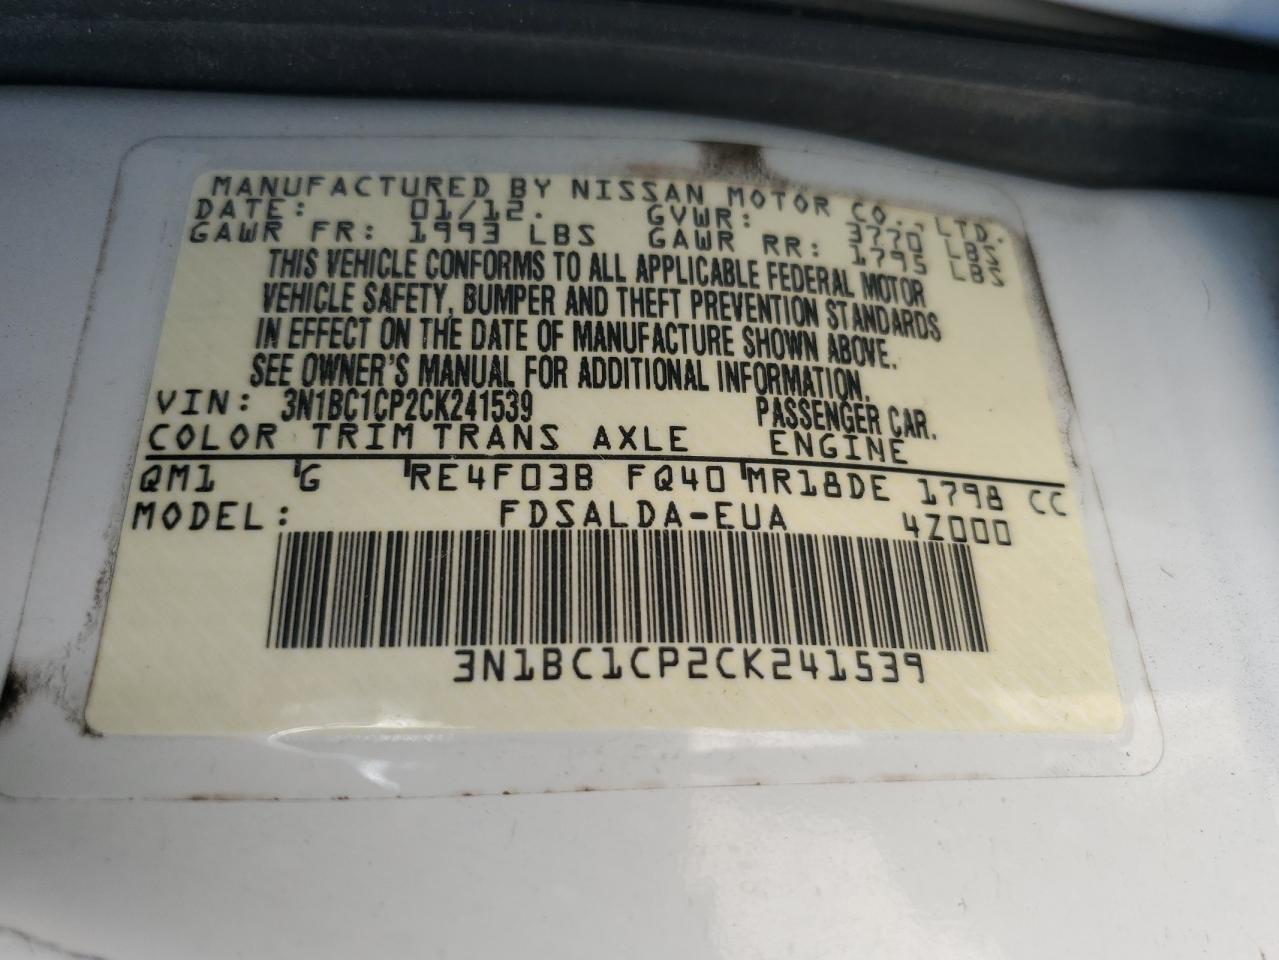 MANUFACTURED BY NISSAN MOTOR CO., LTD.
DATE: 01/12. GVWR: 3770 LBS
GAWR FR: 1993 LBS GAWR RR: 1795 LBS
THIS VEHICLE CONFORMS TO ALL APPLICABLE FEDERAL MOTOR
VEHICLE SAFETY, BUMPER AND THEFT PREVENTION STANDARDS
IN EFFECT ON THE DATE OF MANUFACTURE SHOWN ABOVE.
SEE OWNER'S MANUAL FOR ADDITIONAL INFORMATION.
VIN: 3N1BC1CP2CK241539 PASSENGER CAR.
COLOR TRIM TRANS AXLE ENGINE
QM1 G RE4F03B FQ40 MR18DE 1798 CC
MODEL: FDSALDA-EUA 4Z000
3N1BC1CP2CK241539